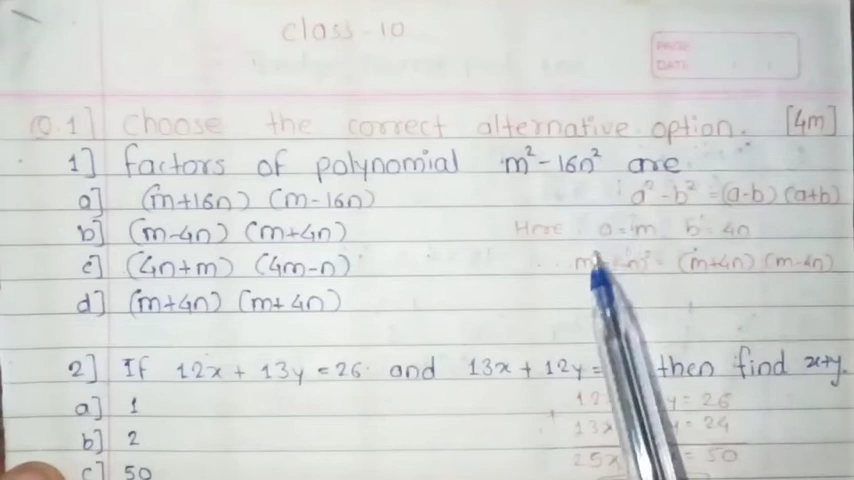 class-10
PAGE:
DATE:
Q.1] Choose the correct alternative option. [4m]
1] factors of polynomial m²-16n² are
a] (m+16n) (m-16n) a²-b² = (a-b) (a+b)
b] (m-4n) (m+4n) Here a=m b=4n
c] (4n+m) (4m-n) = (m+4n) (m-4n)
d] (m+4n) (m+4n)
2] If 12x + 13y = 26 and 13x + 12y = then find x+y.
a] 1 y = 26
b] 2 y = 24
c] 50 25x = 50